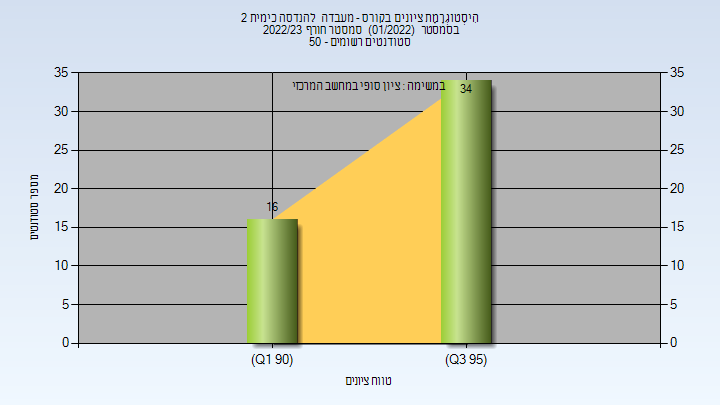 הִיסְטוֹגְרָמַת ציונים בקורס - מעבדה להנדסה כימית 2
בסמסטר (01/2022) סמסטר חורף 2022/23
סטודנטים רשומים - 50
במשימה : ציון סופי במחשב המרכזי
35 35
30 30
25 25
20 20
15 15
10 10
5 5
0 0
16
34
מספר סטודנטים
(Q1 90) (Q3 95)
טווח ציונים